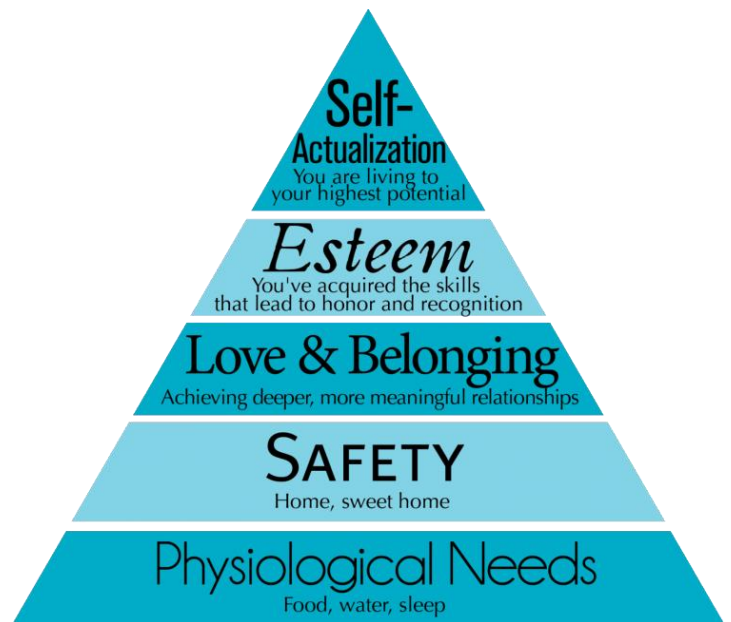 Self-
Actualization
You are living to
your highest potential
Esteem
You've acquired the skills
that lead to honor and recognition
Love & Belonging
Achieving deeper, more meaningful relationships
SAFETY
Home, sweet home
Physiological Needs
Food, water, sleep